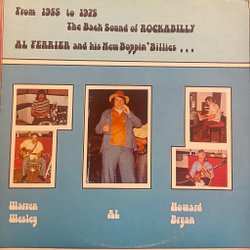 From 1955 to 1975
The Back Sound of ROCKABILLY
AL FERRIER and his New Boppin' Billies . . .
Warren
Wesley
AL
Howard
Bryan